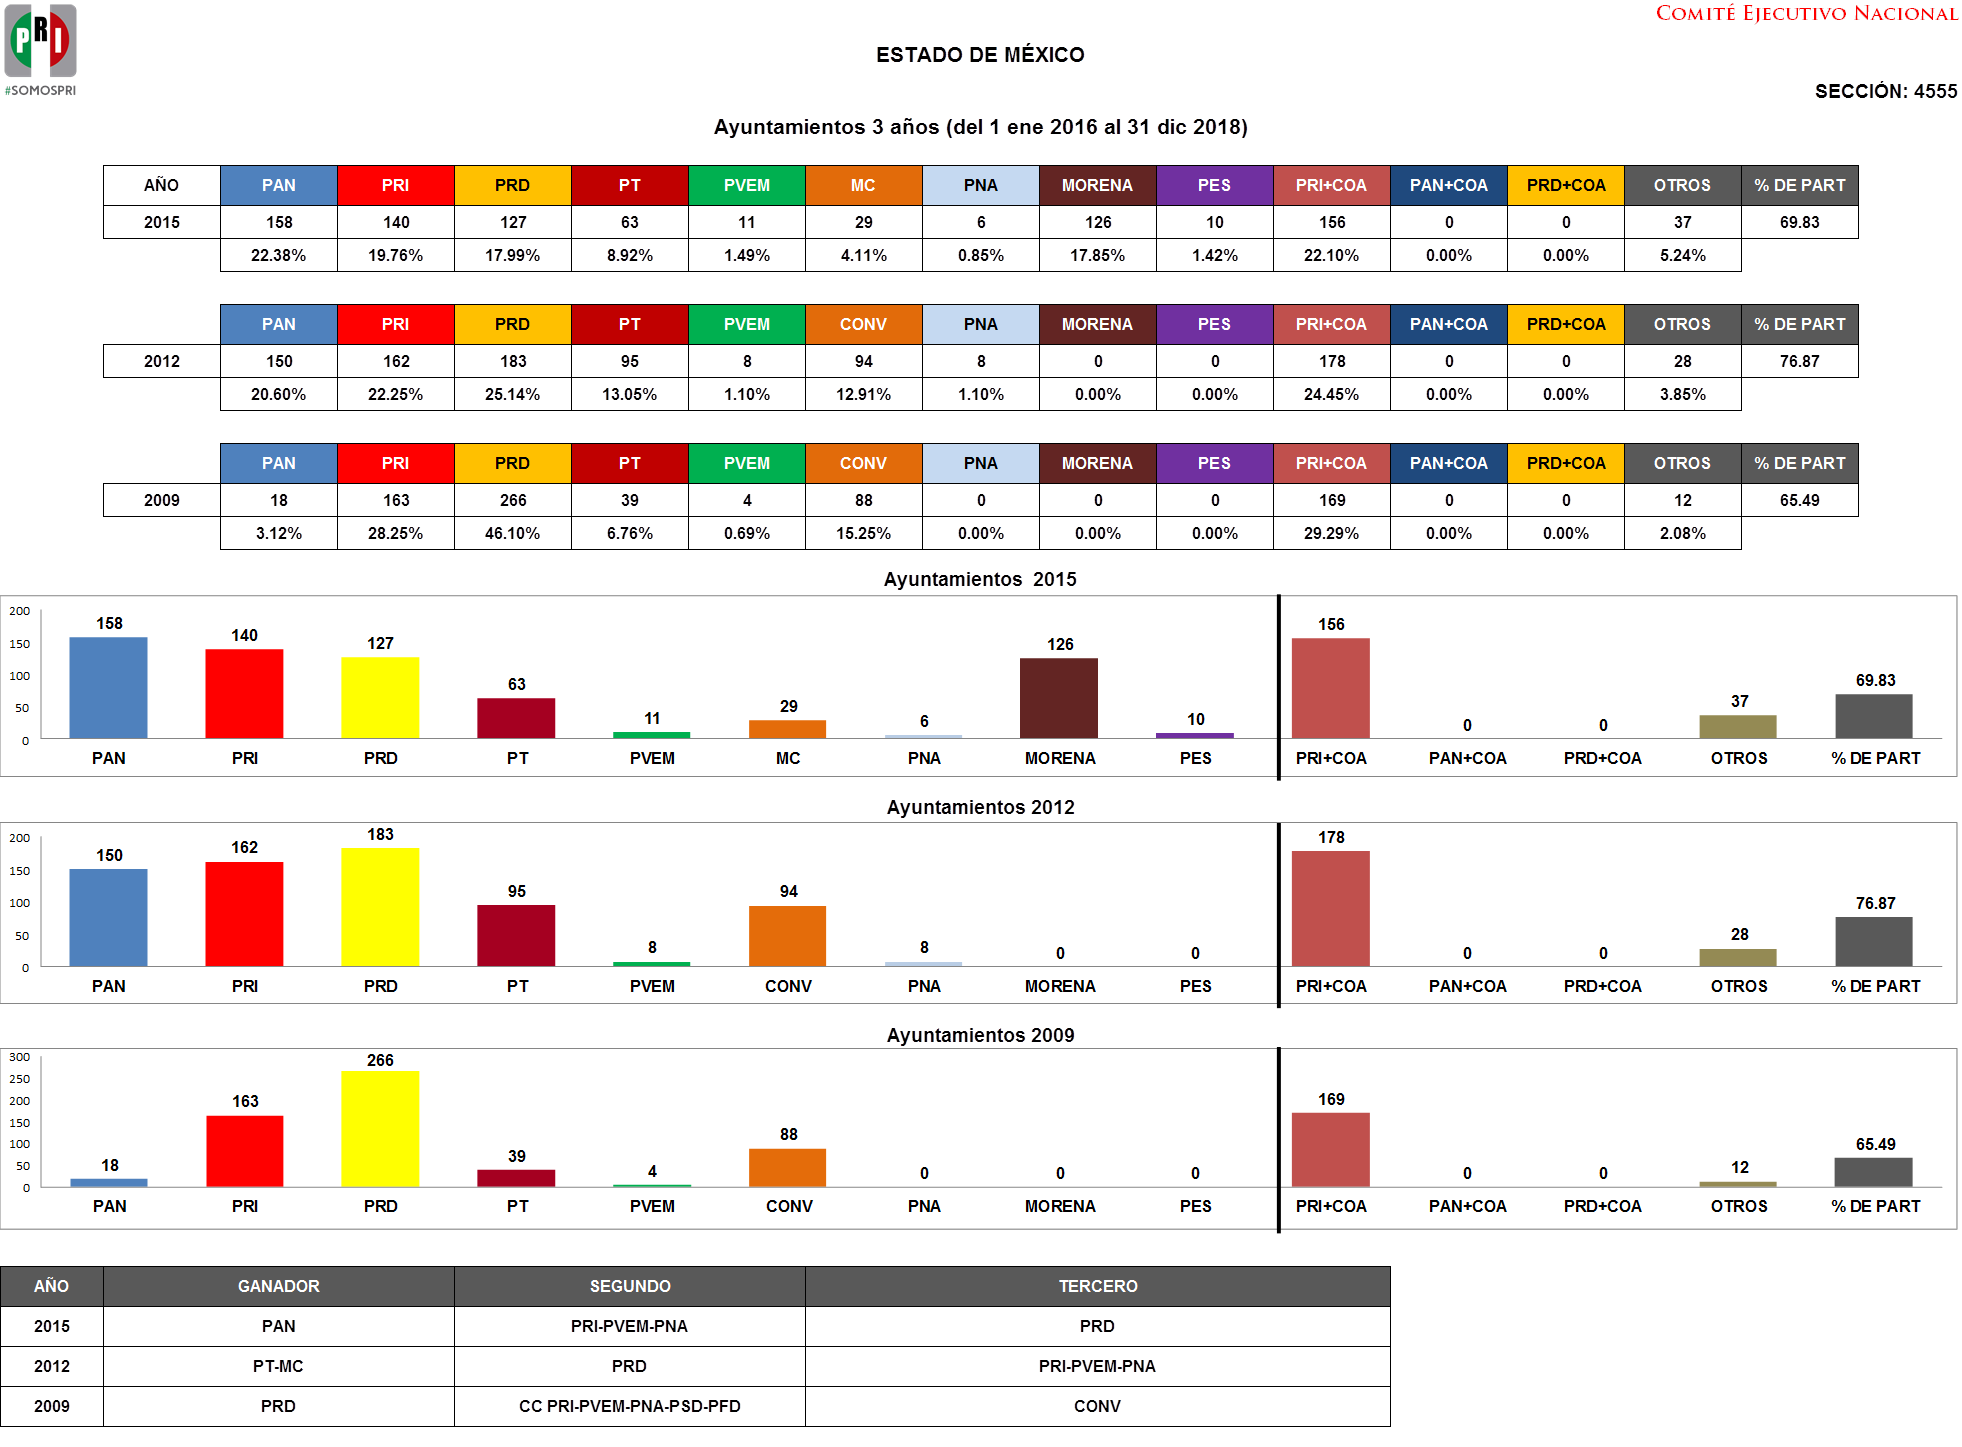 PRI
#SOMOSPRI
COMITÉ EJECUTIVO NACIONAL
ESTADO DE MÉXICO
SECCIÓN: 4555
Ayuntamientos 3 años (del 1 ene 2016 al 31 dic 2018)
AÑO PAN PRI PRD PT PVEM MC PNA MORENA PES PRI+COA PAN+COA PRD+COA OTROS % DE PART
2015 158 140 127 63 11 29 6 126 10 156 0 0 37 69.83
22.38% 19.76% 17.99% 8.92% 1.49% 4.11% 0.85% 17.85% 1.42% 22.10% 0.00% 0.00% 5.24%
PAN PRI PRD PT PVEM CONV PNA MORENA PES PRI+COA PAN+COA PRD+COA OTROS % DE PART
2012 150 162 183 95 8 94 8 0 0 178 0 0 28 76.87
20.60% 22.25% 25.14% 13.05% 1.10% 12.91% 1.10% 0.00% 0.00% 24.45% 0.00% 0.00% 3.85%
PAN PRI PRD PT PVEM CONV PNA MORENA PES PRI+COA PAN+COA PRD+COA OTROS % DE PART
2009 18 163 266 39 4 88 0 0 0 169 0 0 12 65.49
3.12% 28.25% 46.10% 6.76% 0.69% 15.25% 0.00% 0.00% 0.00% 29.29% 0.00% 0.00% 2.08%
Ayuntamientos 2015
200
150
100
50
0
158 140 127 63 11 29 6 126 10 156 0 0 37 69.83
PAN PRI PRD PT PVEM MC PNA MORENA PES PRI+COA PAN+COA PRD+COA OTROS % DE PART
Ayuntamientos 2012
200
150
100
50
0
150 162 183 95 8 94 8 0 0 178 0 0 28 76.87
PAN PRI PRD PT PVEM CONV PNA MORENA PES PRI+COA PAN+COA PRD+COA OTROS % DE PART
Ayuntamientos 2009
300
250
200
150
100
50
0
18 163 266 39 4 88 0 0 0 169 0 0 12 65.49
PAN PRI PRD PT PVEM CONV PNA MORENA PES PRI+COA PAN+COA PRD+COA OTROS % DE PART
AÑO GANADOR SEGUNDO TERCERO
2015 PAN PRI-PVEM-PNA PRD
2012 PT-MC PRD PRI-PVEM-PNA
2009 PRD CC PRI-PVEM-PNA-PSD-PFD CONV